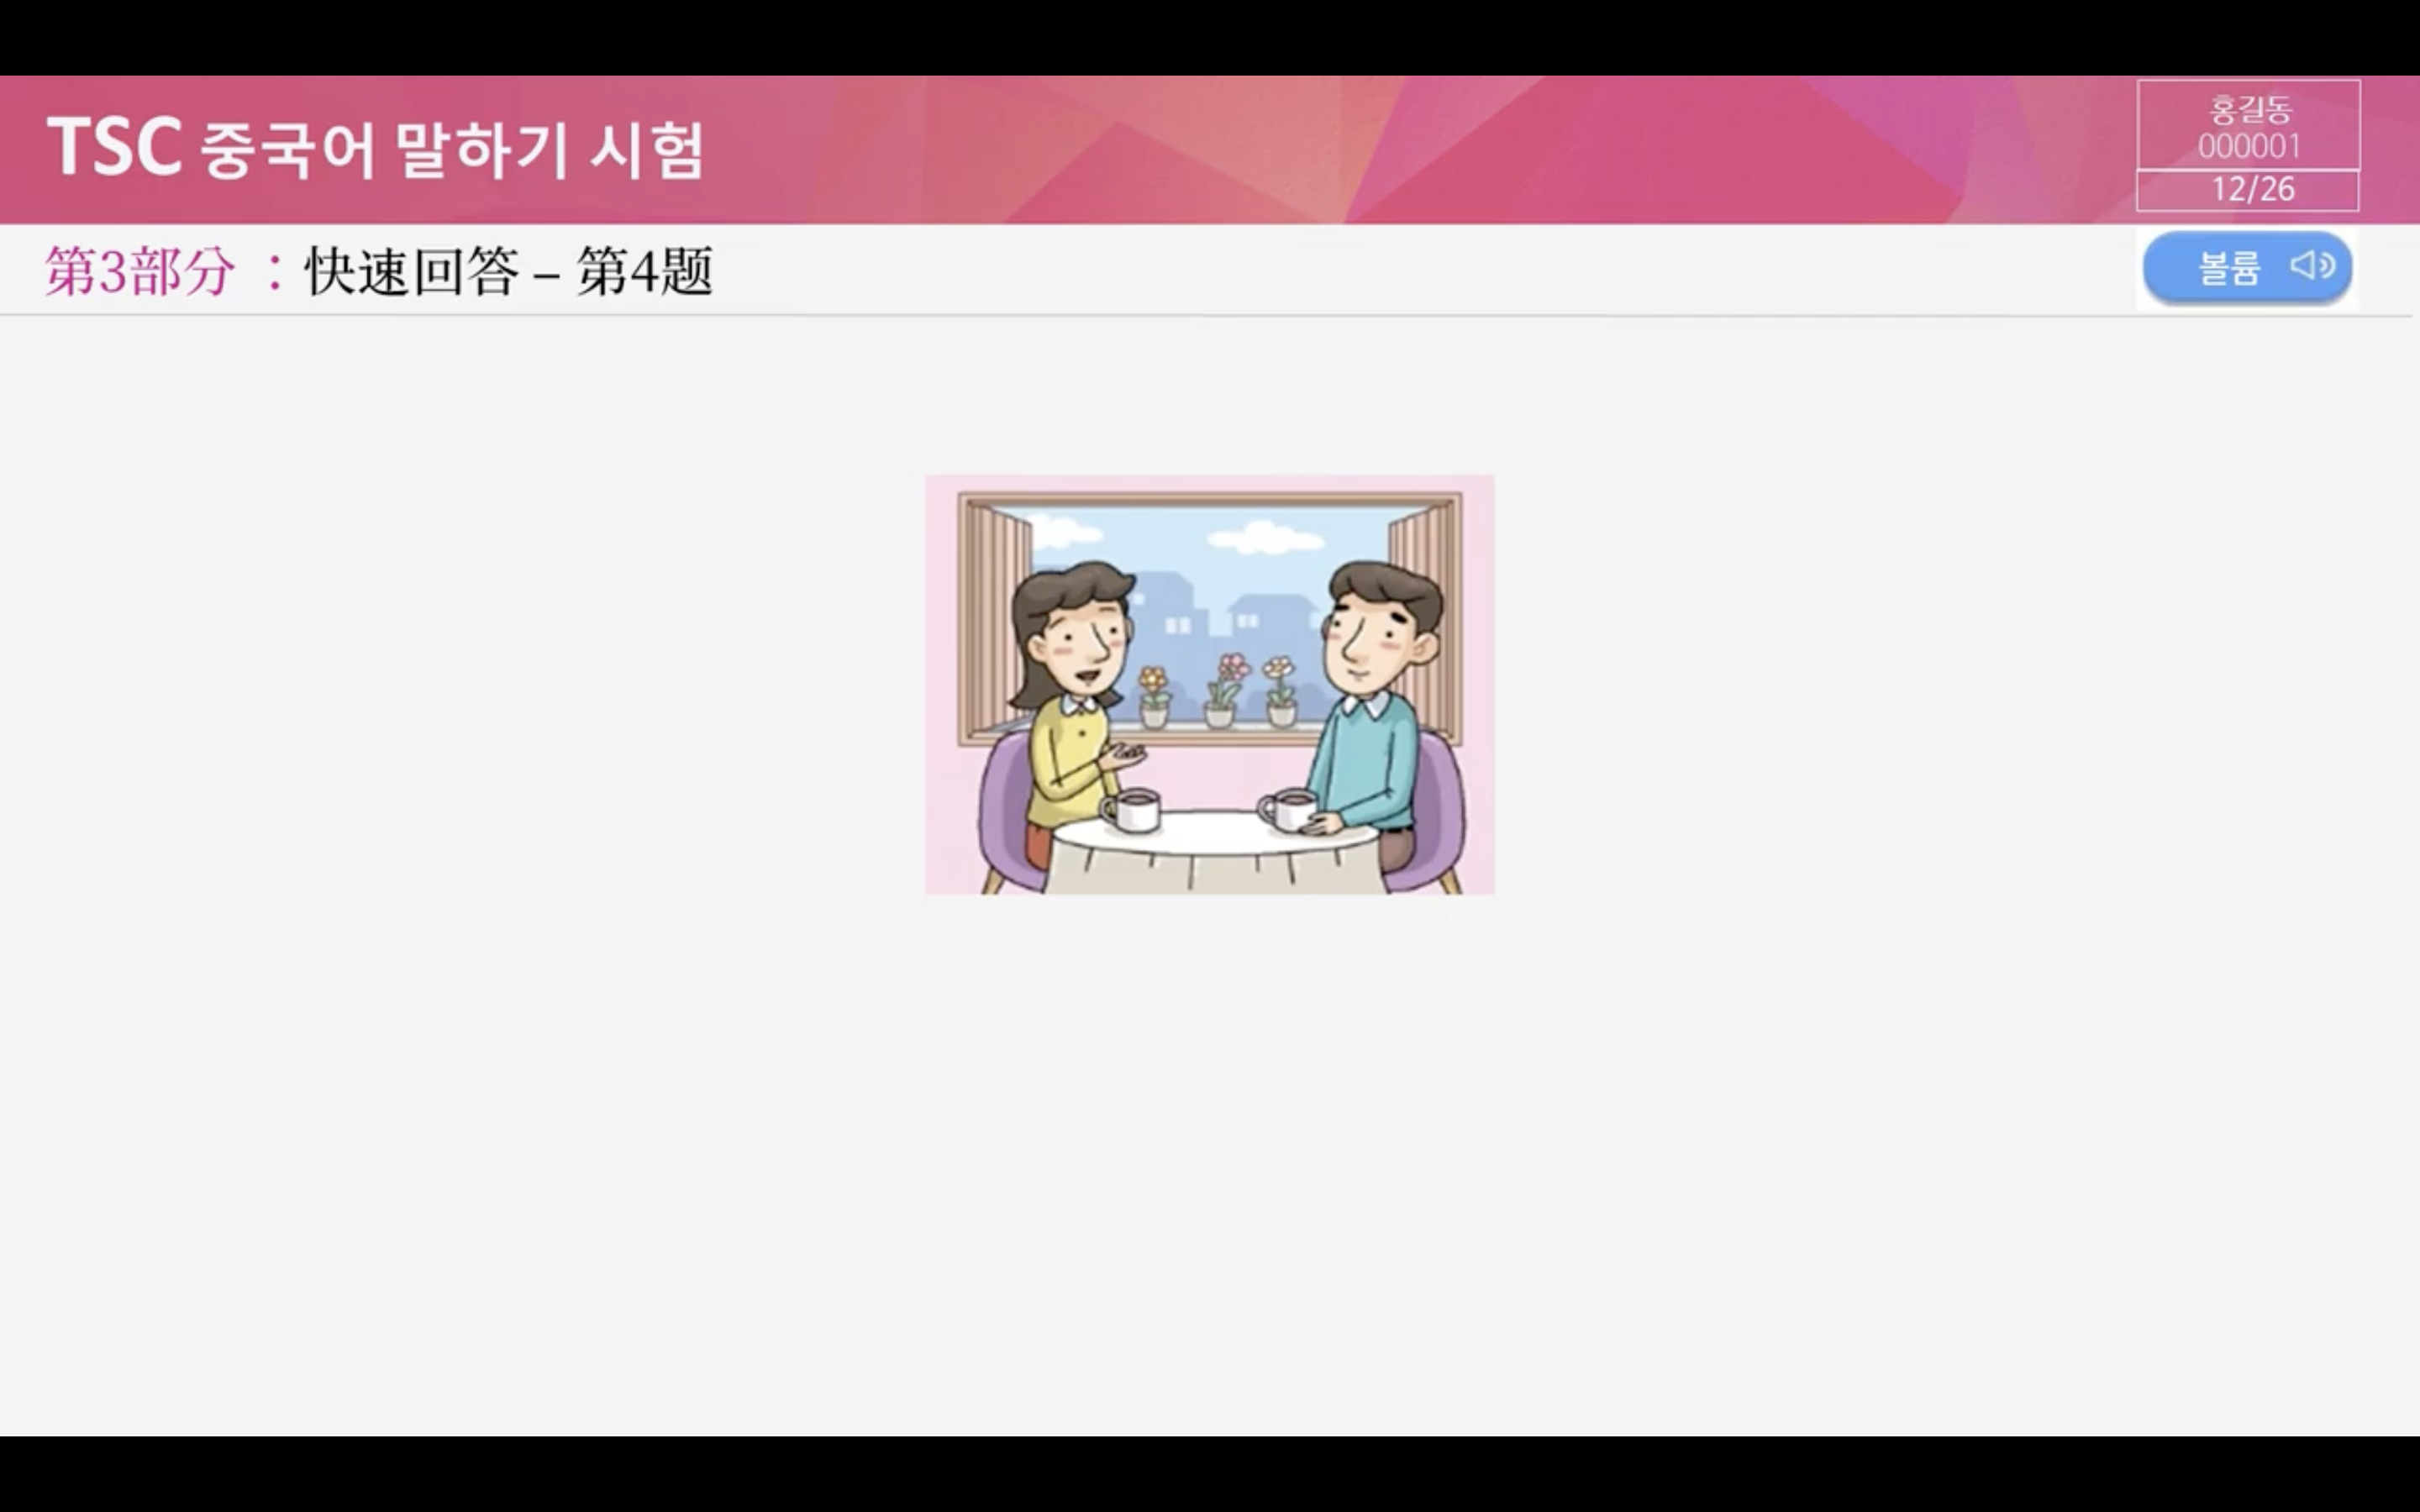 TSC 중국어 말하기 시험
홍길동
000001
12/26
第3部分 ：快速回答 – 第4题
볼륨